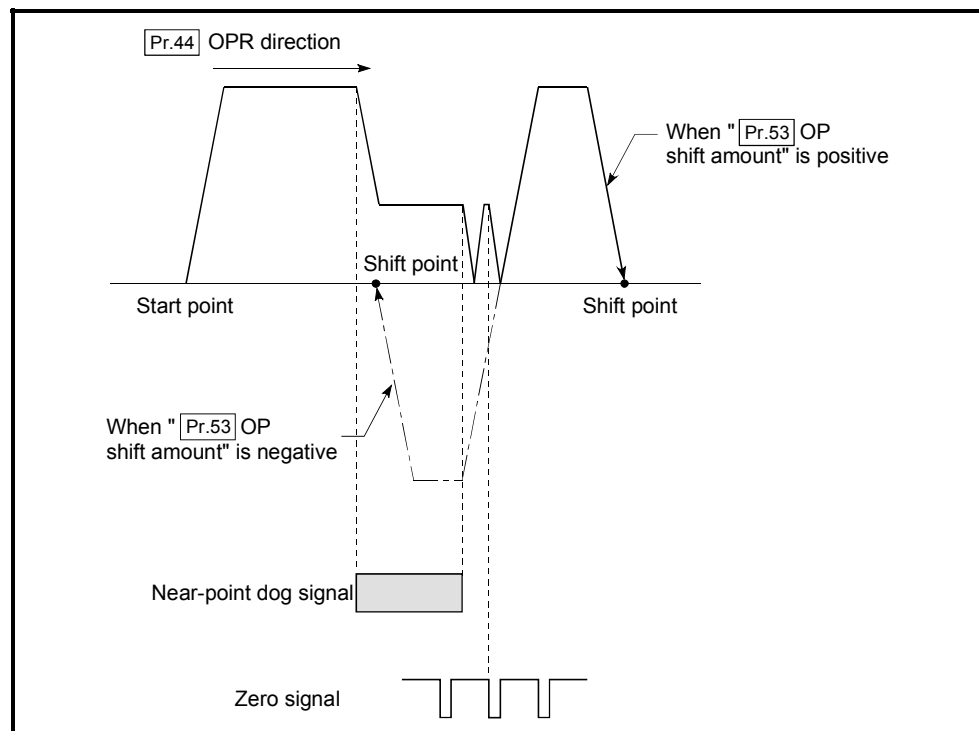 Pr.44 OPR direction
When " Pr.53 OP
shift amount" is positive
Shift point
Start point
Shift point
When " Pr.53 OP
shift amount" is negative
Near-point dog signal
Zero signal